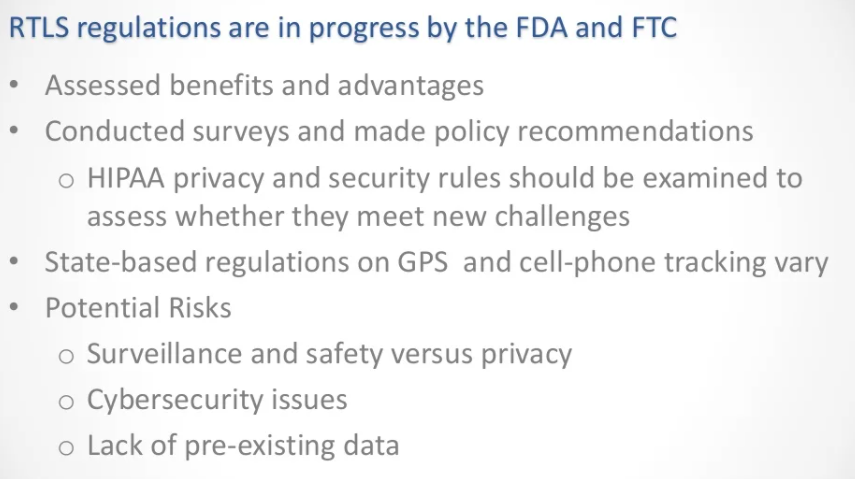 RTLS regulations are in progress by the FDA and FTC
• Assessed benefits and advantages
• Conducted surveys and made policy recommendations
o HIPAA privacy and security rules should be examined to
assess whether they meet new challenges
• State-based regulations on GPS  and cell-phone tracking vary
• Potential Risks
o Surveillance and safety versus privacy
o Cybersecurity issues
o Lack of pre-existing data